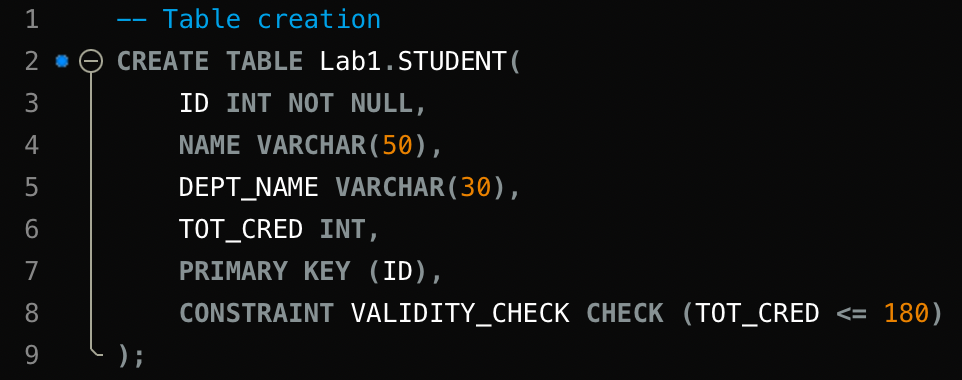 1 -- Table creation
2 CREATE TABLE Lab1.STUDENT(
3 ID INT NOT NULL,
4 NAME VARCHAR(50),
5 DEPT_NAME VARCHAR(30),
6 TOT_CRED INT,
7 PRIMARY KEY (ID),
8 CONSTRAINT VALIDITY_CHECK CHECK (TOT_CRED <= 180)
9 );